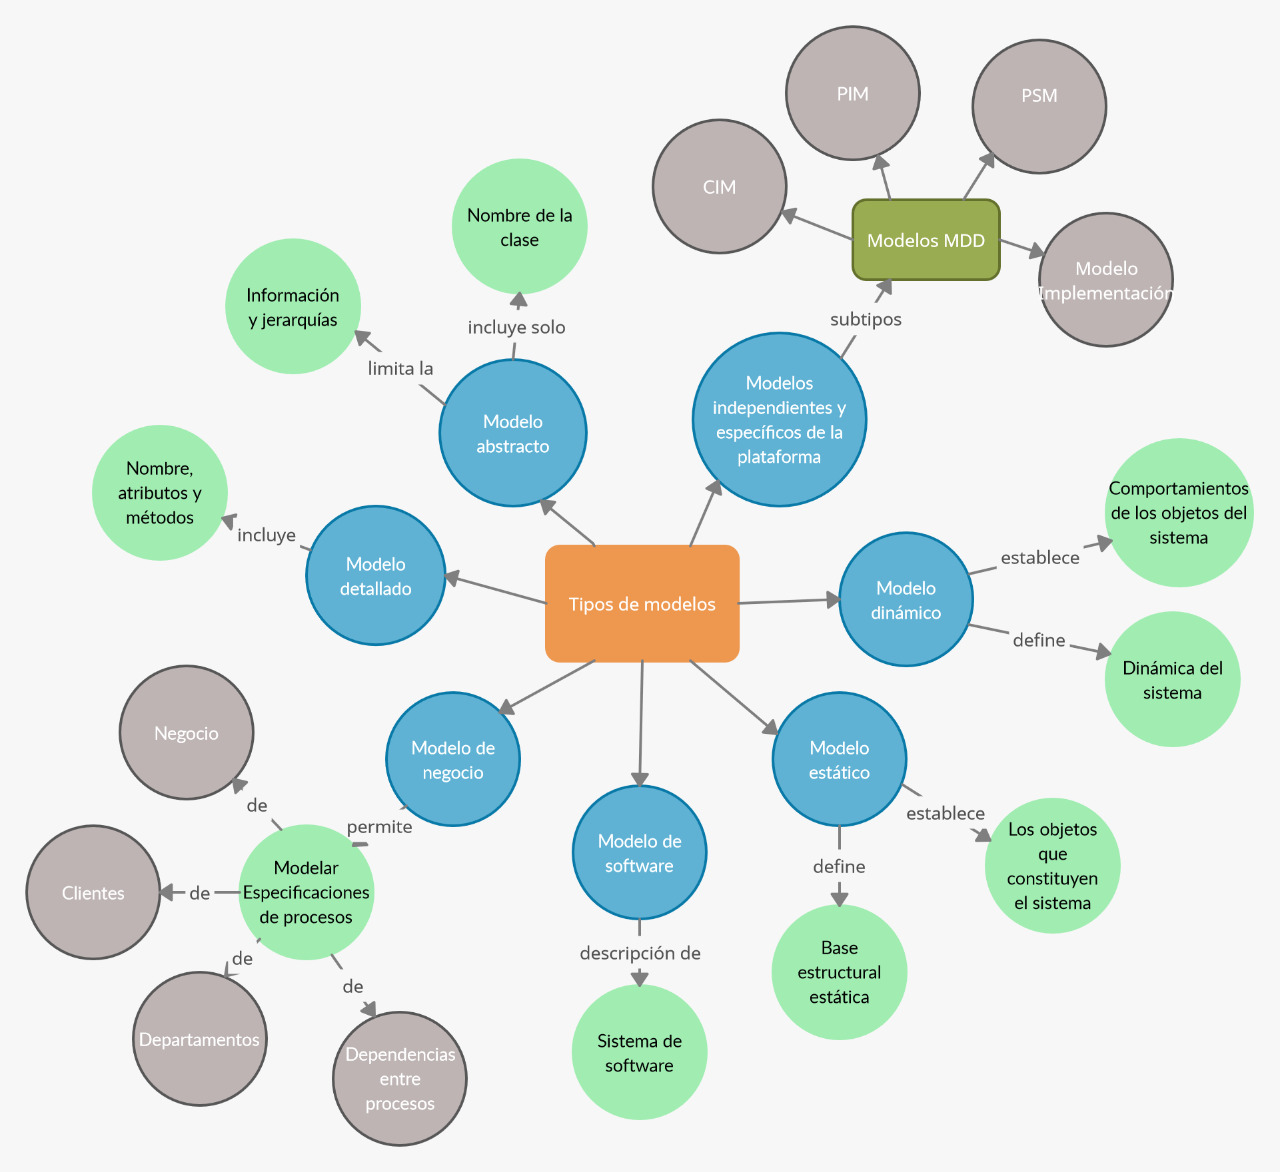 PIM
PSM
CIM
Nombre de la
clase
Modelos MDD
Modelo
Implementación
Información
y jerarquías
incluye solo
subtipos
limita la
Modelos
independientes y
específicos de la
plataforma
Modelo
abstracto
Nombre,
atributos y
métodos
incluye
Comportamientos
de los objetos del
sistema
establece
Modelo
detallado
Tipos de modelos
Modelo
dinámico
define
Dinámica del
sistema
Negocio
de
Modelo de
negocio
permite
Modelo
estático
establece
Los objetos
que
constituyen
el sistema
Modelo de
software
define
Clientes
de
Modelar
Especificaciones
de procesos
de
Departamentos
de
Dependencias
entre
procesos
descripción de
Sistema de
software
Base
estructural
estática